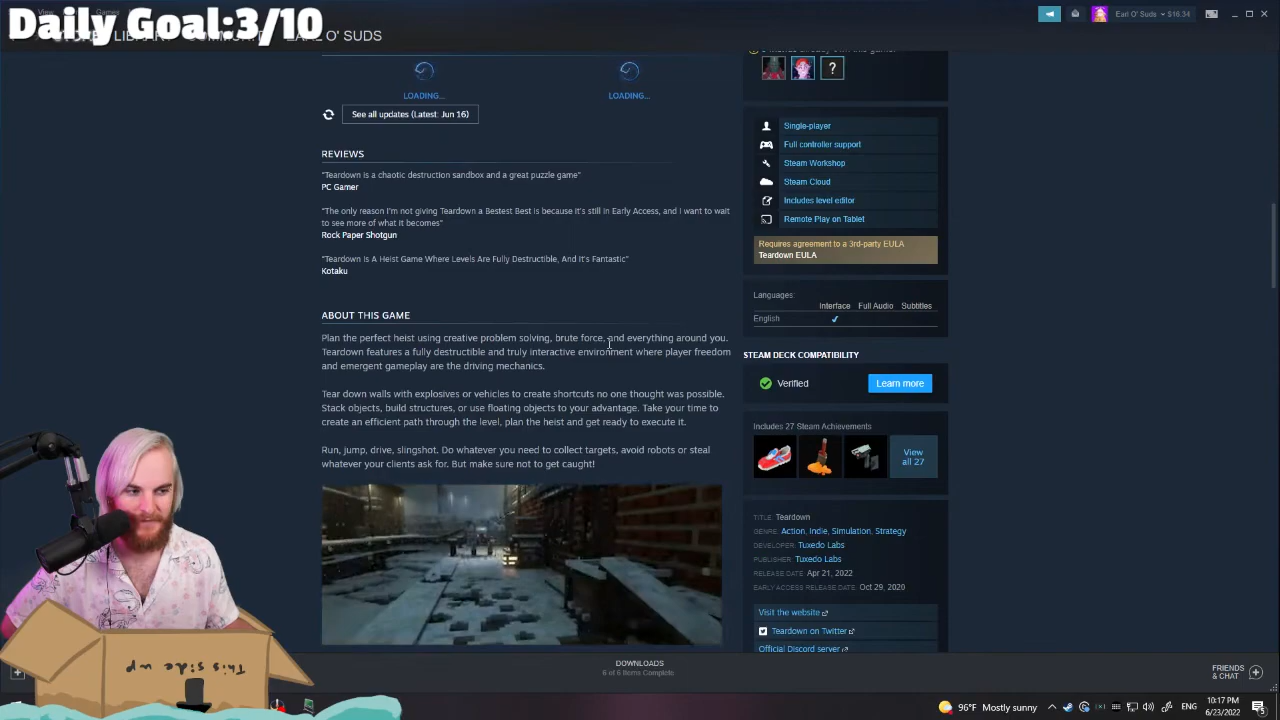 View
Games
Daily Goal:3/10
LIBRARY
COMMUNITY
EARL O' SUDS
Earl O' Suds
$16.34
already own this game
LOADING...
LOADING...
See all updates (Latest: Jun 16)
REVIEWS
"Teardown is a chaotic destruction sandbox and a great puzzle game"
PC Gamer
"The only reason I'm not giving Teardown a Bestest Best is because it's still in Early Access, and I want to wait
to see more of what it becomes"
Rock Paper Shotgun
"Teardown Is A Heist Game Where Levels Are Fully Destructible, And It's Fantastic"
Kotaku
ABOUT THIS GAME
Plan the perfect heist using creative problem solving, brute force, and everything around you.
Teardown features a fully destructible and truly interactive environment where player freedom
and emergent gameplay are the driving mechanics.
Tear down walls with explosives or vehicles to create shortcuts no one thought was possible.
Stack objects, build structures, or use floating objects to your advantage. Take your time to
create an efficient path through the level, plan the heist and get ready to execute it.
Run, jump, drive, slingshot. Do whatever you need to collect targets, avoid robots or steal
whatever your clients ask for. But make sure not to get caught!
?
Single-player
Full controller support
Steam Workshop
Steam Cloud
Includes level editor
Remote Play on Tablet
Requires agreement to a 3rd-party EULA
Teardown EULA
Languages:
Interface Full Audio Subtitles
English ✔
STEAM DECK COMPATIBILITY
Verified
Learn more
Includes 27 Steam Achievements
View
all 27
TITLE: Teardown
GENRE: Action, Indie, Simulation, Strategy
DEVELOPER: Tuxedo Labs
PUBLISHER: Tuxedo Labs
RELEASE DATE: Apr 21, 2022
EARLY ACCESS RELEASE DATE: Oct 29, 2020
Visit the website
Teardown on Twitter
Official Discord server
This side up
DOWNLOADS
6 of 6 Items Complete
FRIENDS
& CHAT
96°F Mostly sunny
ENG
10:17 PM
6/23/2022